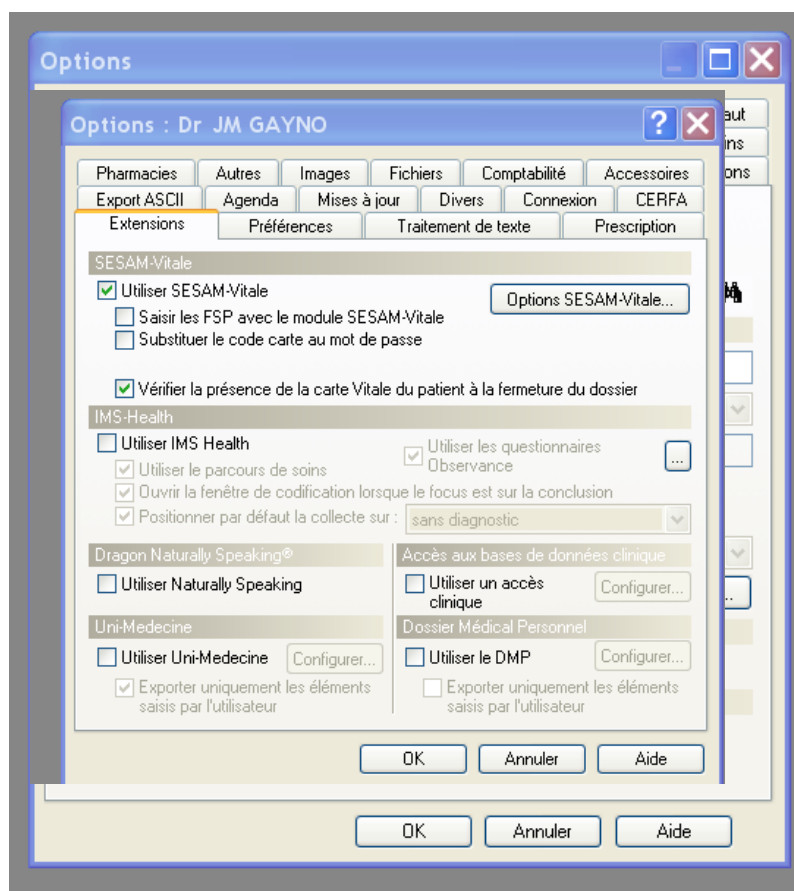 Options
aut
ins
ons
Options : Dr JM GAYNO
Pharmacies Autres Images Fichiers Comptabilité Accessoires
Export ASCII Agenda Mises à jour Divers Connexion CERFA
Extensions Préférences Traitement de texte Prescription
SESAM-Vitale
Utiliser SESAM-Vitale Options SESAM-Vitale...
Saisir les FSP avec le module SESAM-Vitale
Substituer le code carte au mot de passe
Vérifier la présence de la carte Vitale du patient à la fermeture du dossier
IMS-Health
Utiliser IMS Health Utiliser les questionnaires
Observance ...
Utiliser le parcours de soins
Ouvrir la fenêtre de codification lorsque le focus est sur la conclusion
Positionner par défaut la collecte sur : sans diagnostic
Dragon Naturally Speaking® Accès aux bases de données clinique
Utiliser Naturally Speaking Utiliser un accès
clinique Configurer...
Uni-Medecine Dossier Médical Personnel
Utiliser Uni-Medecine Configurer... Utiliser le DMP Configurer...
Exporter uniquement les éléments Exporter uniquement les éléments
saisis par l'utilisateur saisis par l'utilisateur
OK Annuler Aide
OK Annuler Aide